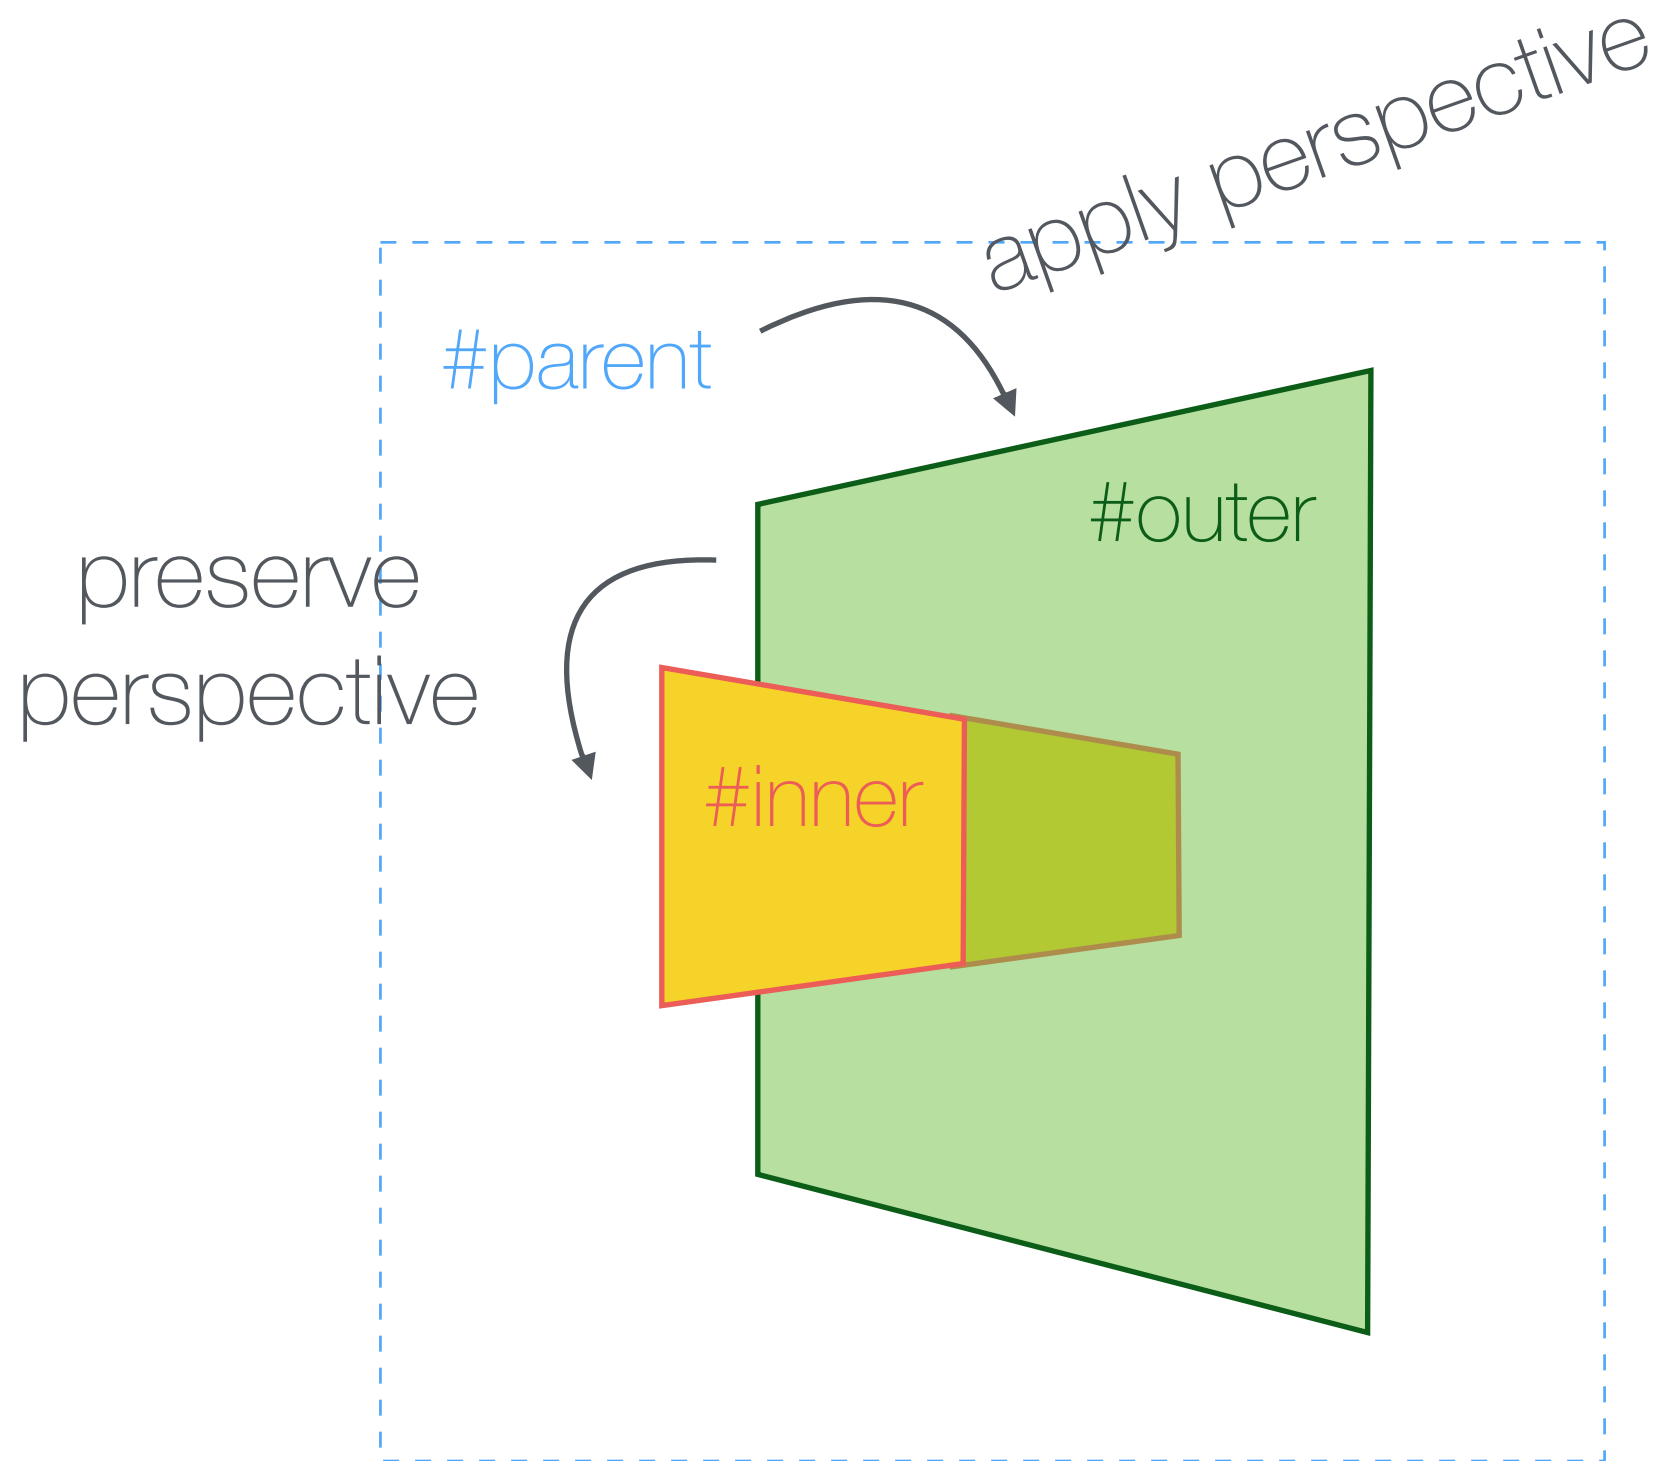 apply perspective
#parent
#outer
preserve
perspective
#inner